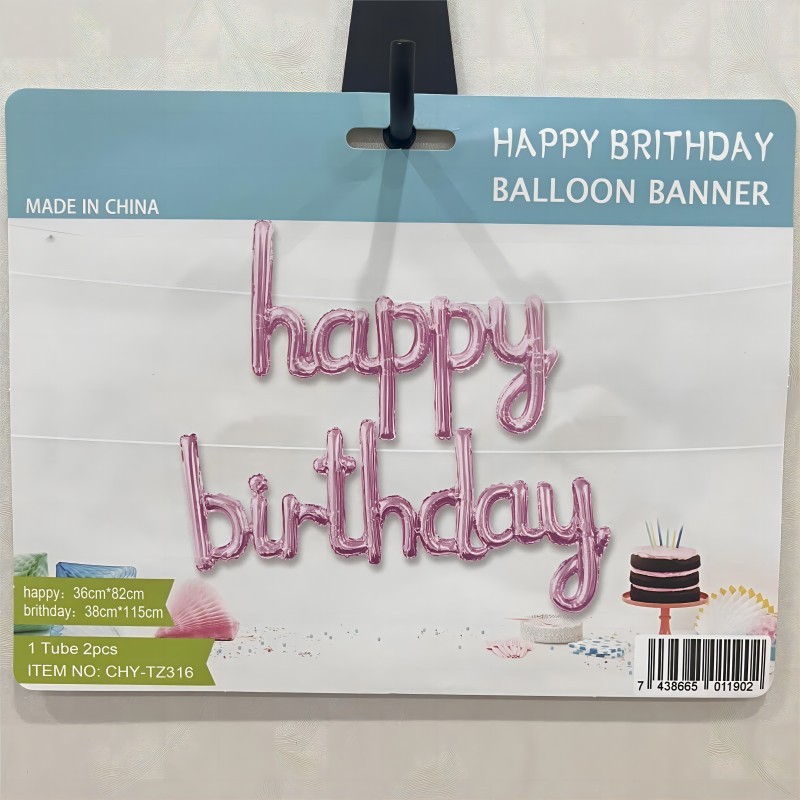 HAPPY BRITHDAY
BALLOON BANNER
MADE IN CHINA
happy
birthday
happy: 36cm*82cm
brithday: 38cm*115cm
1 Tube 2pcs
ITEM NO: CHY-TZ316
7 438665 011902